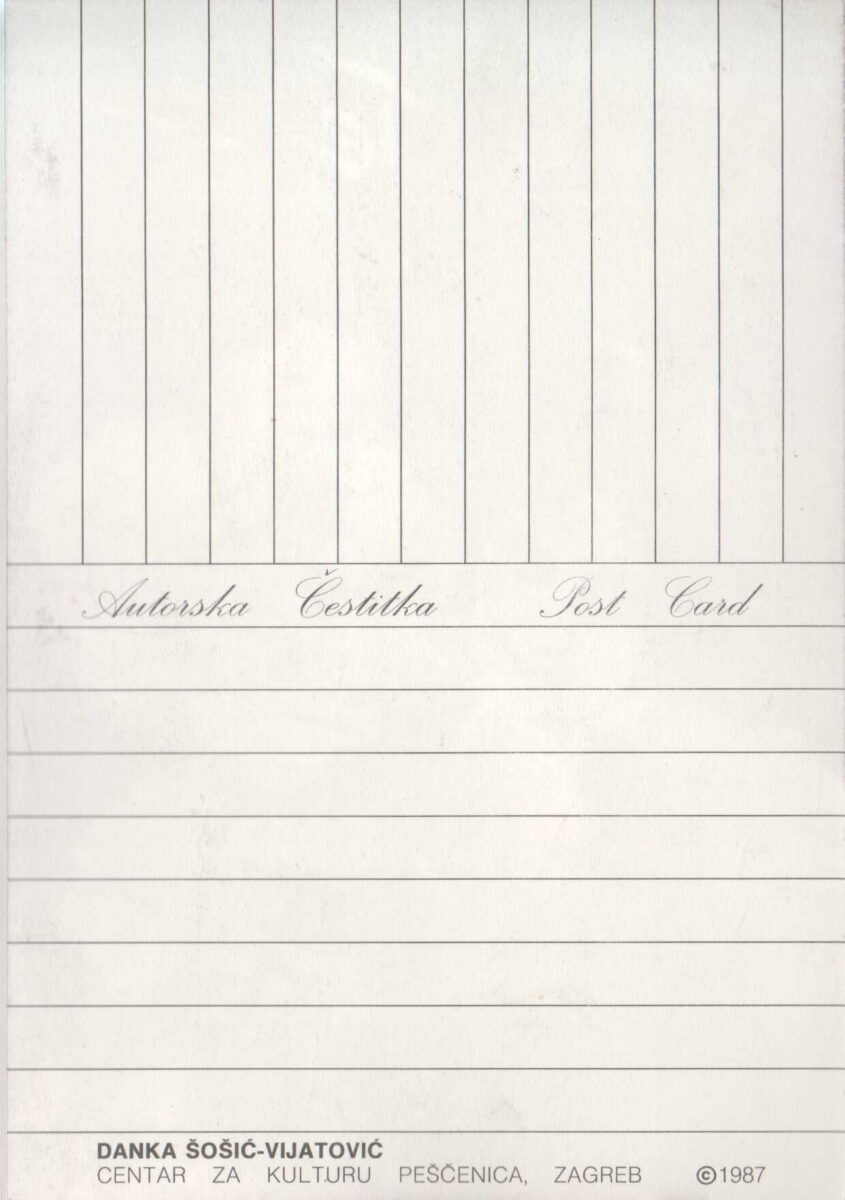 Autorska Čestitka Post Card
DANKA ŠOŠIĆ-VIJATOVIĆ
CENTAR ZA KULTURU PEŠČENICA, ZAGREB ©1987